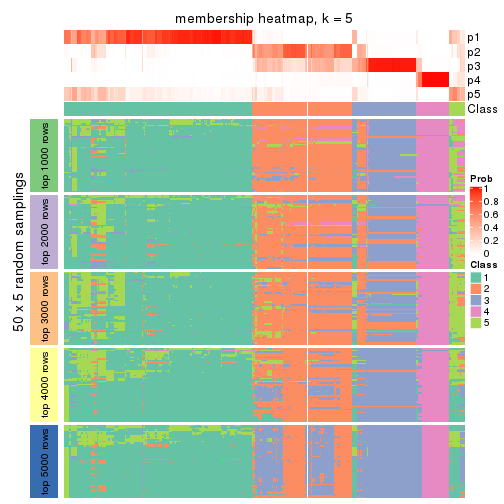 membership heatmap, k = 5
p1
p2
p3
p4
p5
Class
50 x 5 random samplings
top 1000 rows
top 2000 rows
top 3000 rows
top 4000 rows
top 5000 rows
Prob
1
0.8
0.6
0.4
0.2
0
Class
1
2
3
4
5